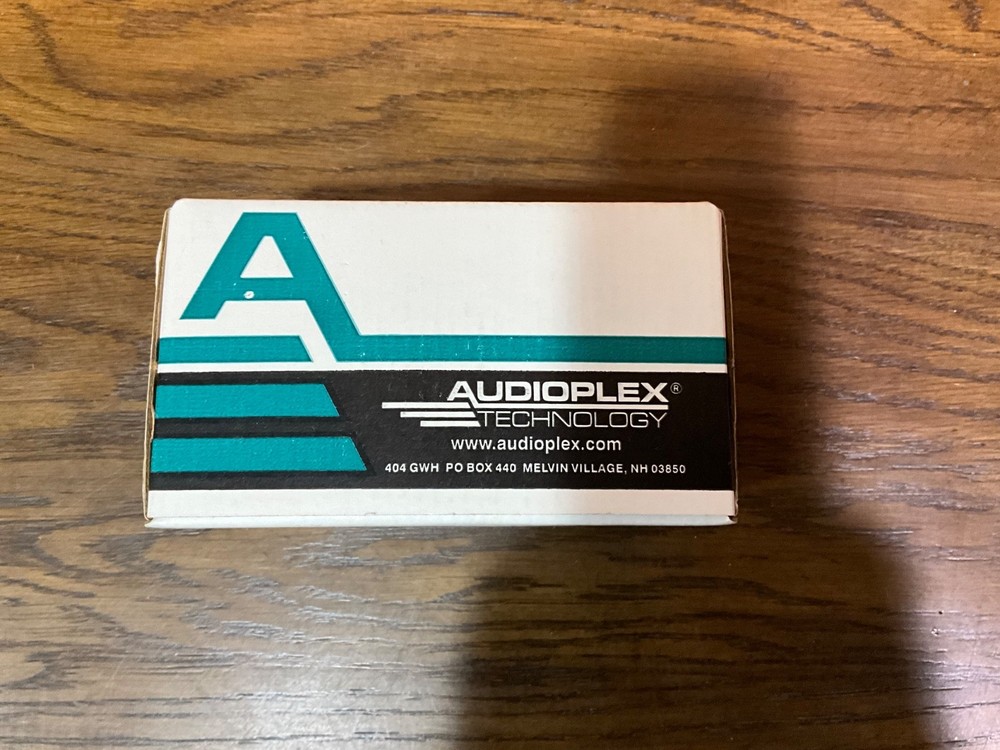 A
AUDIOPLEX®
TECHNOLOGY
www.audioplex.com
404 GWH PO BOX 440 MELVIN VILLAGE, NH 03850